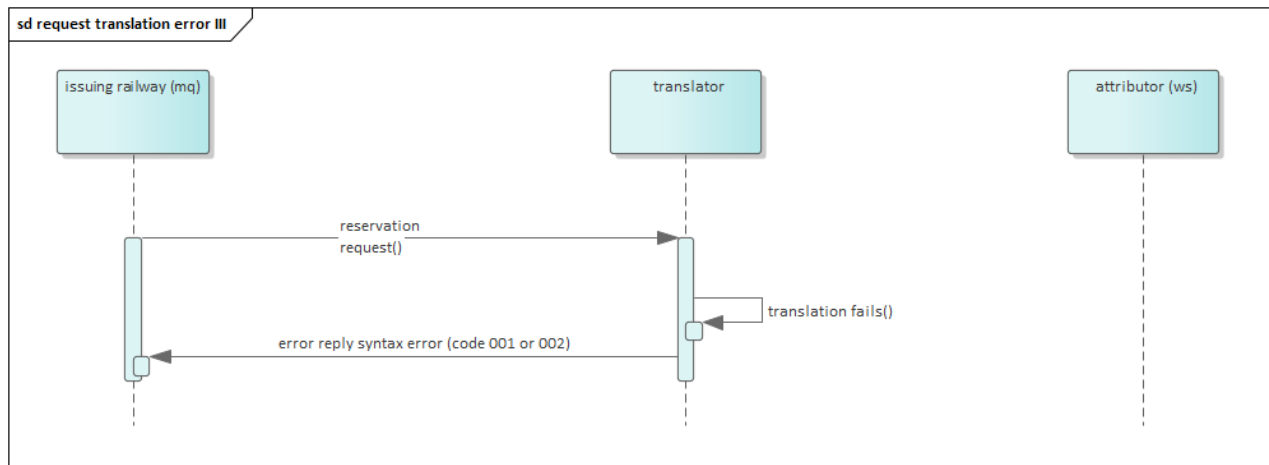 sd request translation error III
issuing railway (mq)
translator
attributor (ws)
reservation
request()
translation fails()
error reply syntax error (code 001 or 002)